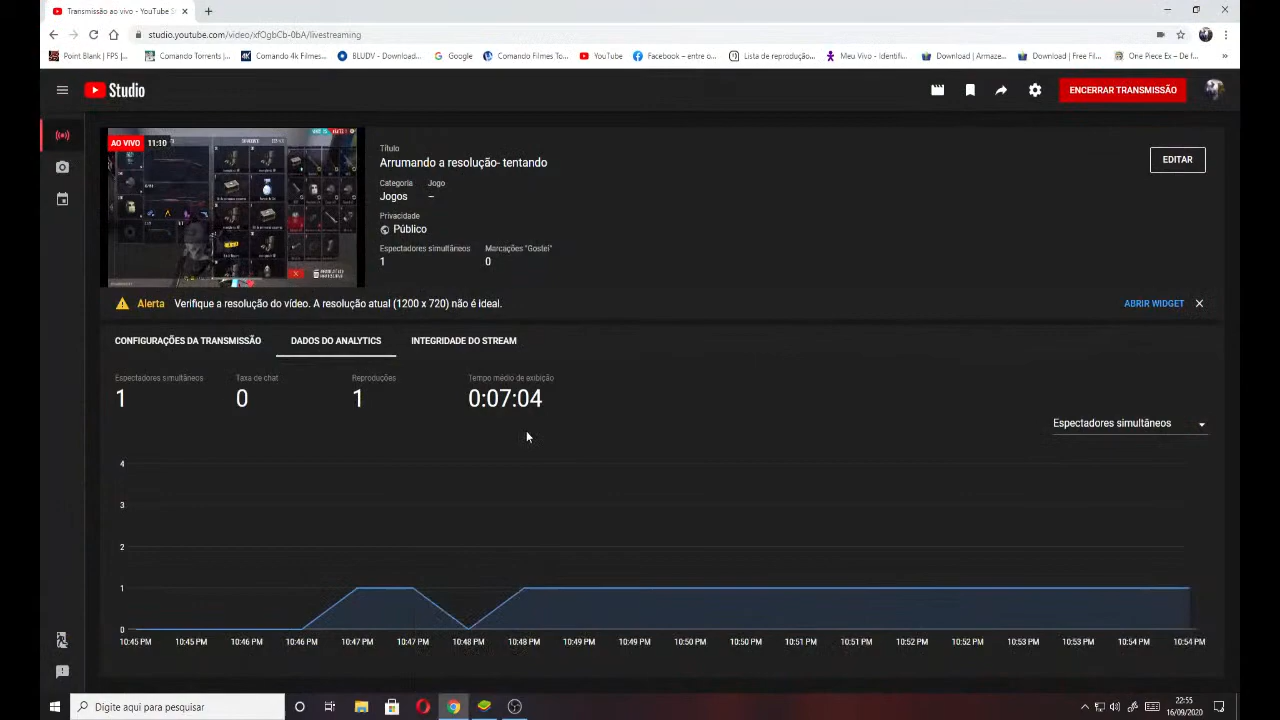 Transmissão ao vivo - YouTube S
studio.youtube.com/video/xfOgbCb-0bA/livestreaming
Point Blank | FPS |
Comando Torrents |
Comando 4k Filmes...
BLUDV - Download...
Google
Comando Filmes To...
YouTube
Facebook – entre o...
Lista de reprodução...
Meu Vivo - Identifi...
Download | Armaze...
Download | Free Fil...
One Piece Ex – De f...
Studio
ENCERRAR TRANSMISSÃO
AO VIVO 11:10
Título
Arrumando a resolução- tentando
EDITAR
Categoria Jogo
Jogos –
Privacidade
Público
Espectadores simultâneos Marcações "Gostei"
1 0
Alerta Verifique a resolução do vídeo. A resolução atual (1200 x 720) não é ideal.
ABRIR WIDGET
CONFIGURAÇÕES DA TRANSMISSÃO DADOS DO ANALYTICS INTEGRIDADE DO STREAM
Espectadores simultâneos Taxa de chat Reproduções Tempo médio de exibição
1 0 1 0:07:04
Espectadores simultâneos
4
3
2
1
0
10:45 PM 10:45 PM 10:46 PM 10:46 PM 10:47 PM 10:47 PM 10:48 PM 10:48 PM 10:49 PM 10:49 PM 10:50 PM 10:50 PM 10:51 PM 10:51 PM 10:52 PM 10:52 PM 10:53 PM 10:53 PM 10:54 PM 10:54 PM
Digite aqui para pesquisar
22:55
16/09/2020